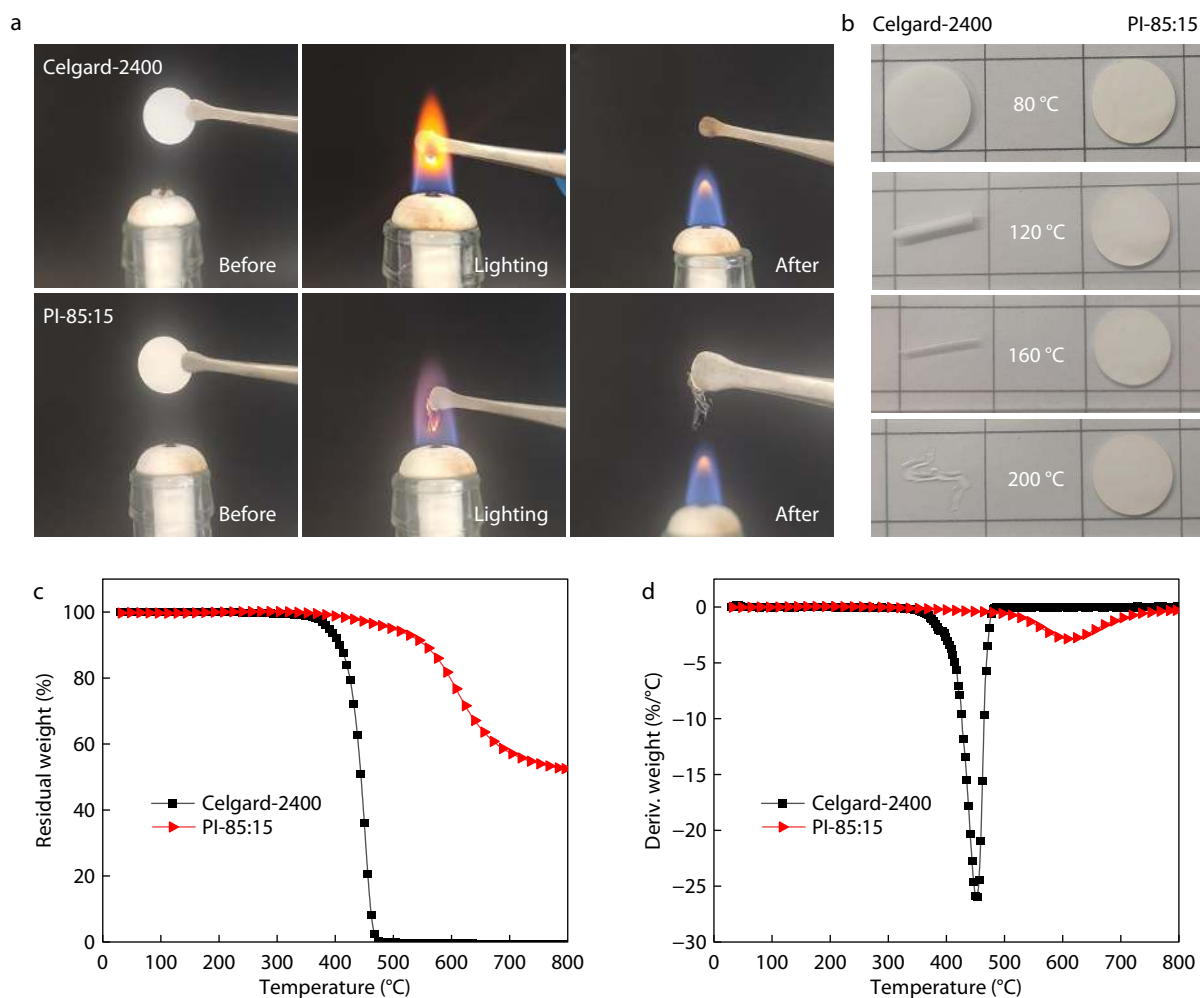 a
Celgard-2400
Before
Lighting
After
PI-85:15
Before
Lighting
After
b
Celgard-2400
PI-85:15
80 °C
120 °C
160 °C
200 °C
c
100
80
60
40
20
0
Residual weight (%)
Celgard-2400
PI-85:15
0 100 200 300 400 500 600 700 800
Temperature (°C)
d
0
−5
−10
−15
−20
−25
−30
Deriv. weight (%/°C)
Celgard-2400
PI-85:15
0 100 200 300 400 500 600 700 800
Temperature (°C)